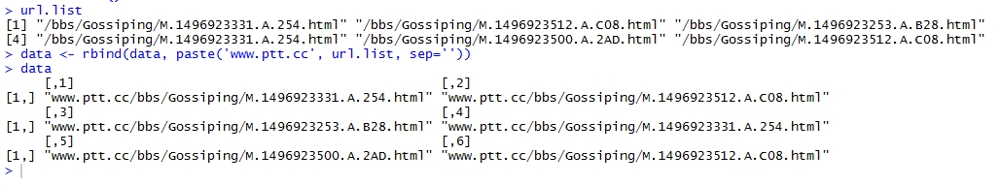 > url.list
[1] "/bbs/Gossiping/M.1496923331.A.254.html" "/bbs/Gossiping/M.1496923512.A.C08.html" "/bbs/Gossiping/M.1496923253.A.B28.html"
[4] "/bbs/Gossiping/M.1496923331.A.254.html" "/bbs/Gossiping/M.1496923500.A.2AD.html" "/bbs/Gossiping/M.1496923512.A.C08.html"
> data <- rbind(data, paste('www.ptt.cc', url.list, sep=''))
> data
[,1] [,2]
[1,] "www.ptt.cc/bbs/Gossiping/M.1496923331.A.254.html" "www.ptt.cc/bbs/Gossiping/M.1496923512.A.C08.html"
[,3] [,4]
[1,] "www.ptt.cc/bbs/Gossiping/M.1496923253.A.B28.html" "www.ptt.cc/bbs/Gossiping/M.1496923331.A.254.html"
[,5] [,6]
[1,] "www.ptt.cc/bbs/Gossiping/M.1496923500.A.2AD.html" "www.ptt.cc/bbs/Gossiping/M.1496923512.A.C08.html"
>